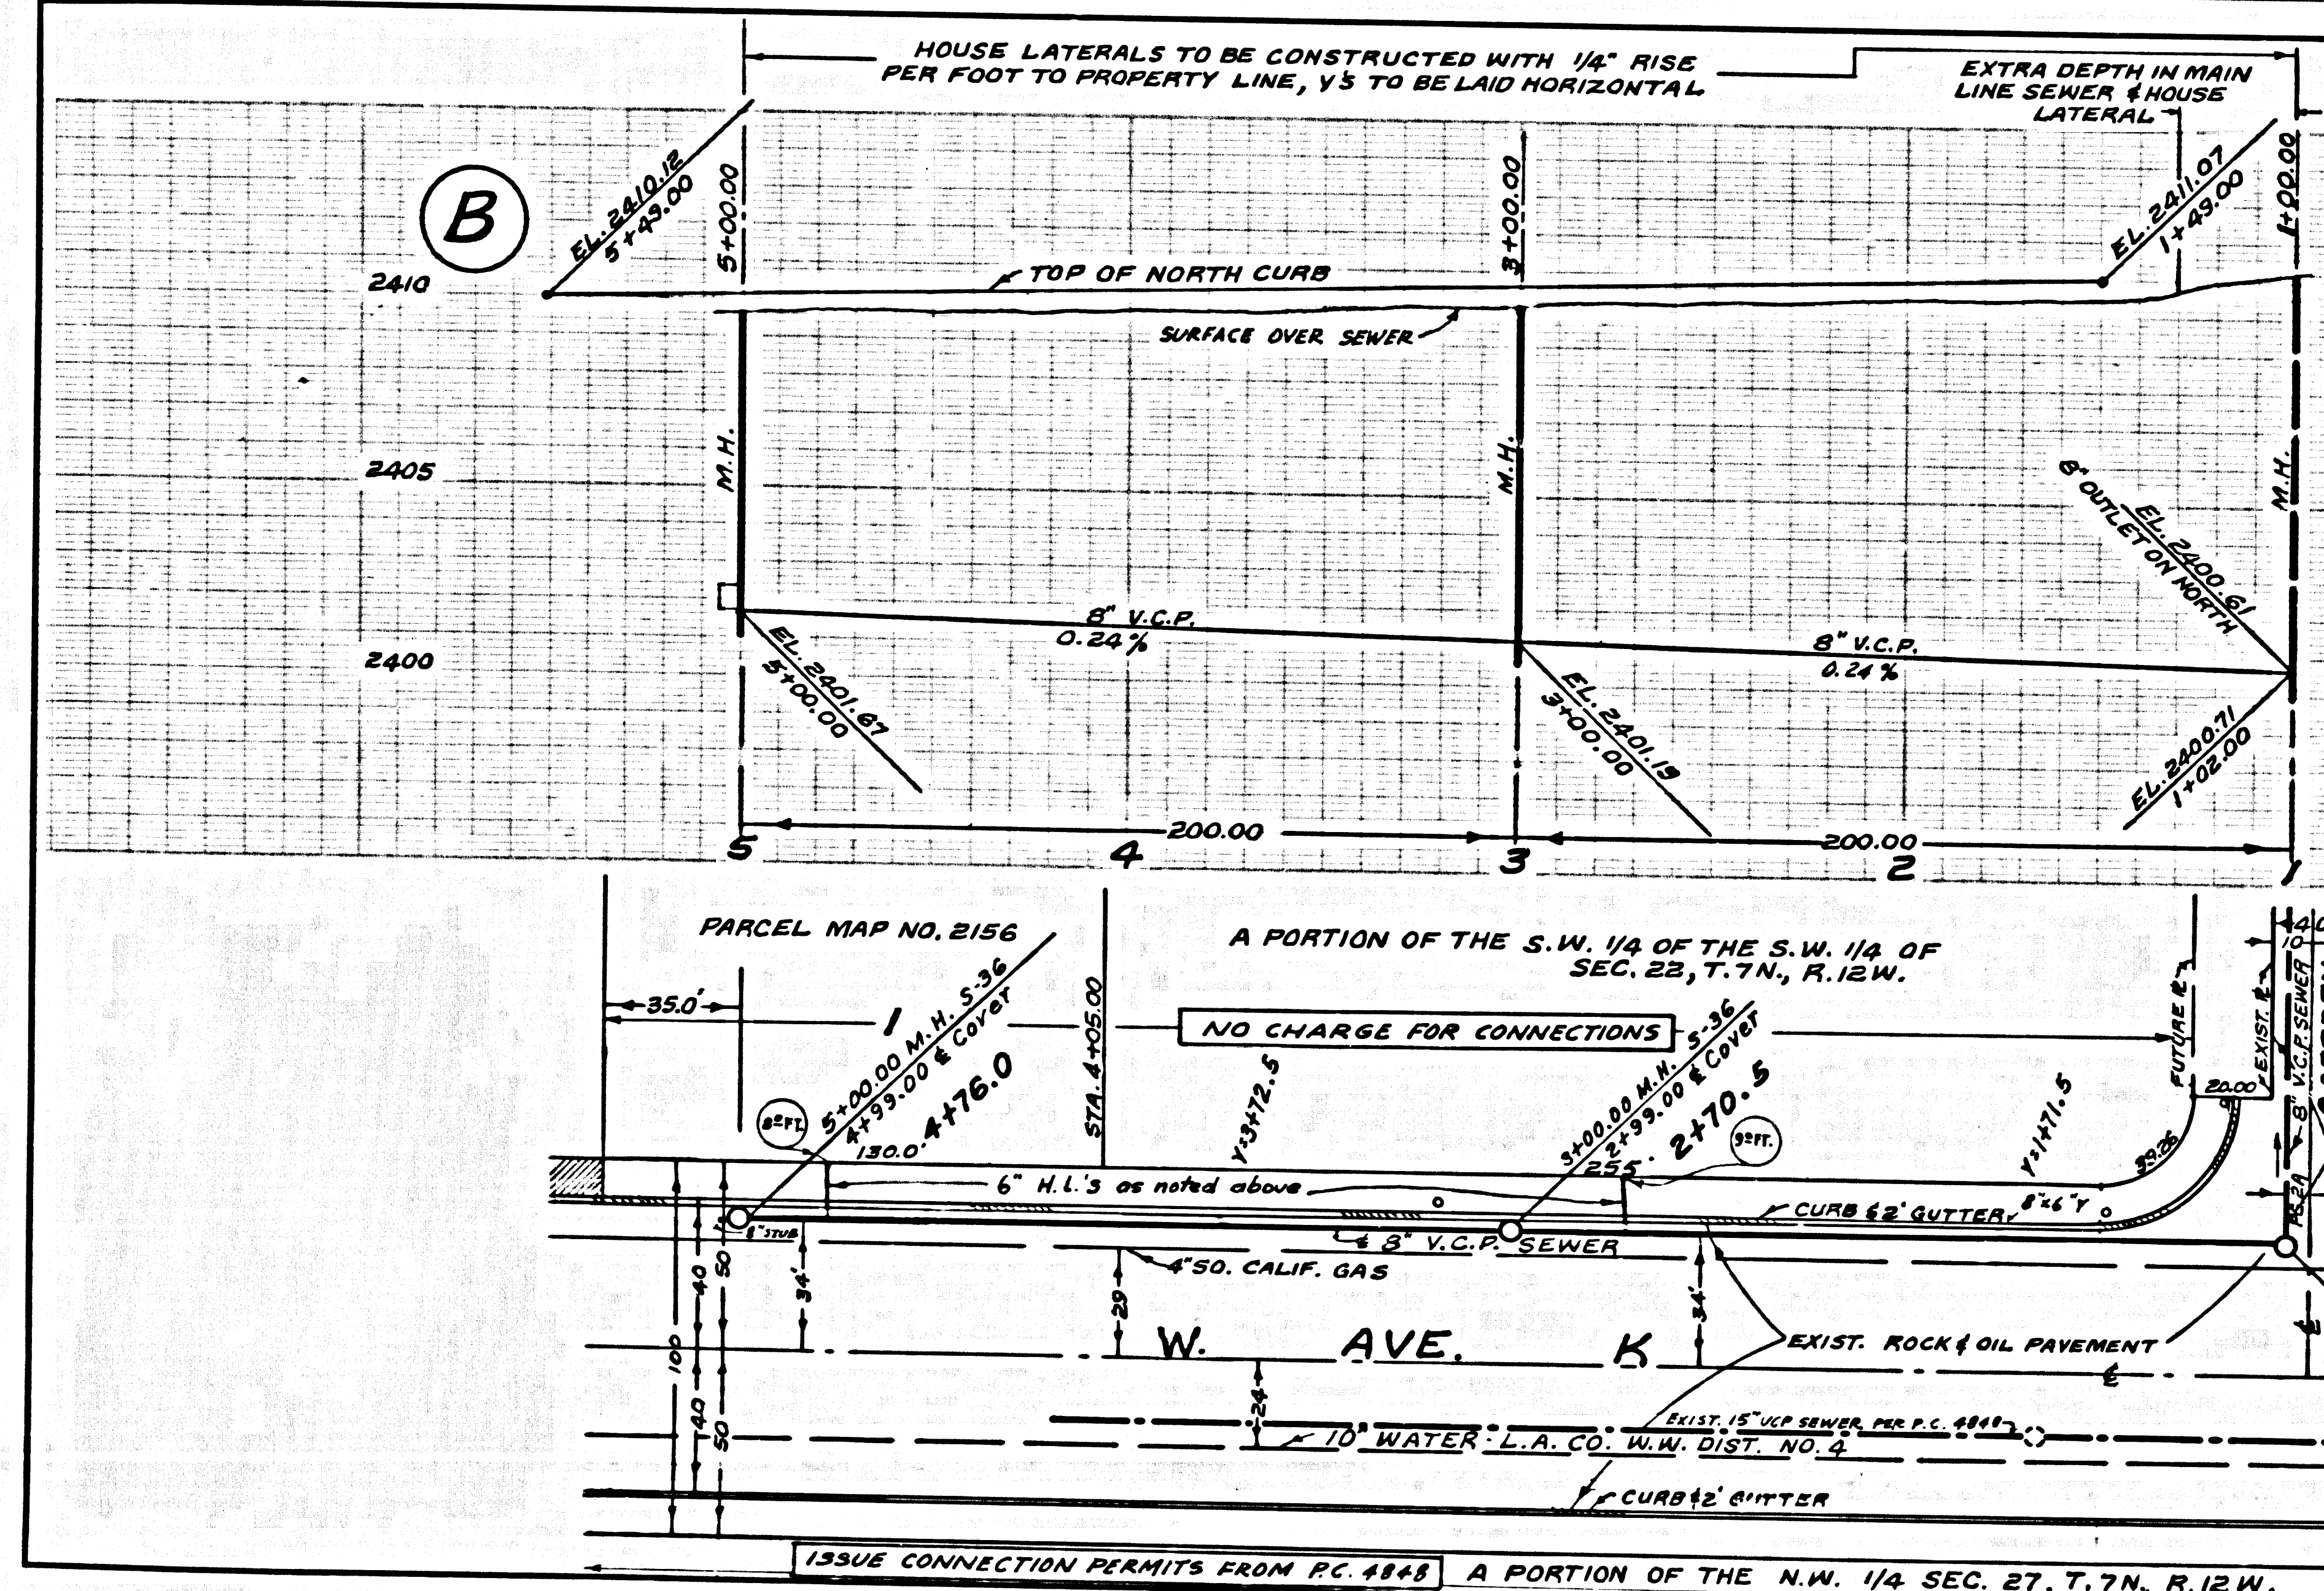 HOUSE LATERALS TO BE CONSTRUCTED WITH 1/4" RISE
PER FOOT TO PROPERTY LINE, Y'S TO BE LAID HORIZONTAL
EXTRA DEPTH IN MAIN
LINE SEWER & HOUSE
LATERAL
B
EL. 2410.12
5+49.00
5+00.00
3+00.00
EL. 2411.07
1+49.00
1+00.00
2410
TOP OF NORTH CURB
SURFACE OVER SEWER
2405
M.H.
M.H.
M.H.
EL. 2400.61
8" OUTLET ON NORTH
8" V.C.P.
0.24%
8" V.C.P.
0.24%
2400
EL. 2401.67
5+00.00
EL. 2401.19
3+00.00
EL. 2400.71
1+02.00
200.00
200.00
5
4
3
2
1
PARCEL MAP NO. 2156
A PORTION OF THE S.W. 1/4 OF THE S.W. 1/4 OF
SEC. 22, T.7N., R.12W.
35.0'
1
NO CHARGE FOR CONNECTIONS
5+00.00 M.H. S-36
4+99.00 ℄ Cover
130.0
4+76.0
STA. 4+05.00
Y=3+72.5
3+00.00 M.H. S-36
2+99.00 ℄ Cover
255.
2+70.5
Y=1+71.5
FUTURE ℞
EXIST. ℞
10
8" V.C.P. SEWER
20.00
39.26
8º FT.
9º FT.
6" H.L.'S as noted above
CURB & 2' GUTTER
8"x6" Y
8" STUB
℄ 8" V.C.P. SEWER
4" SO. CALIF. GAS
100
40
50
34'
29
34'
W. AVE. K
EXIST. ROCK & OIL PAVEMENT
℄
40
50
24
EXIST. 15" VCP SEWER PER P.C. 4848
10" WATER - L.A. CO. W.W. DIST. NO. 4
CURB & 2' GUTTER
ISSUE CONNECTION PERMITS FROM P.C. 4848
A PORTION OF THE N.W. 1/4 SEC. 27, T.7N., R.12W.